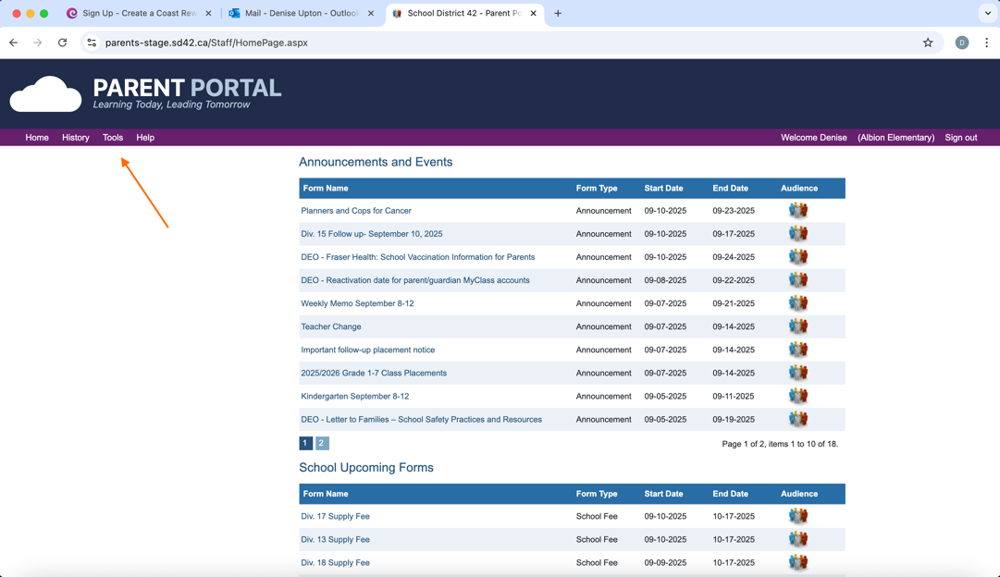 Sign Up - Create a Coast Rew
Mail - Denise Upton - Outlook
School District 42 - Parent Po
parents-stage.sd42.ca/Staff/HomePage.aspx
D
PARENT PORTAL
Learning Today, Leading Tomorrow
Home History Tools Help Welcome Denise (Albion Elementary) Sign out
Announcements and Events
Form Name Form Type Start Date End Date Audience
Planners and Cops for Cancer Announcement 09-10-2025 09-23-2025
Div. 15 Follow up- September 10, 2025 Announcement 09-10-2025 09-17-2025
DEO - Fraser Health: School Vaccination Information for Parents Announcement 09-10-2025 09-24-2025
DEO - Reactivation date for parent/guardian MyClass accounts Announcement 09-08-2025 09-22-2025
Weekly Memo September 8-12 Announcement 09-07-2025 09-21-2025
Teacher Change Announcement 09-07-2025 09-14-2025
Important follow-up placement notice Announcement 09-07-2025 09-14-2025
2025/2026 Grade 1-7 Class Placements Announcement 09-07-2025 09-14-2025
Kindergarten September 8-12 Announcement 09-05-2025 09-11-2025
DEO - Letter to Families – School Safety Practices and Resources Announcement 09-05-2025 09-19-2025
1 2 Page 1 of 2, items 1 to 10 of 18.
School Upcoming Forms
Form Name Form Type Start Date End Date Audience
Div. 17 Supply Fee School Fee 09-10-2025 10-17-2025
Div. 13 Supply Fee School Fee 09-10-2025 10-17-2025
Div. 18 Supply Fee School Fee 09-09-2025 10-17-2025